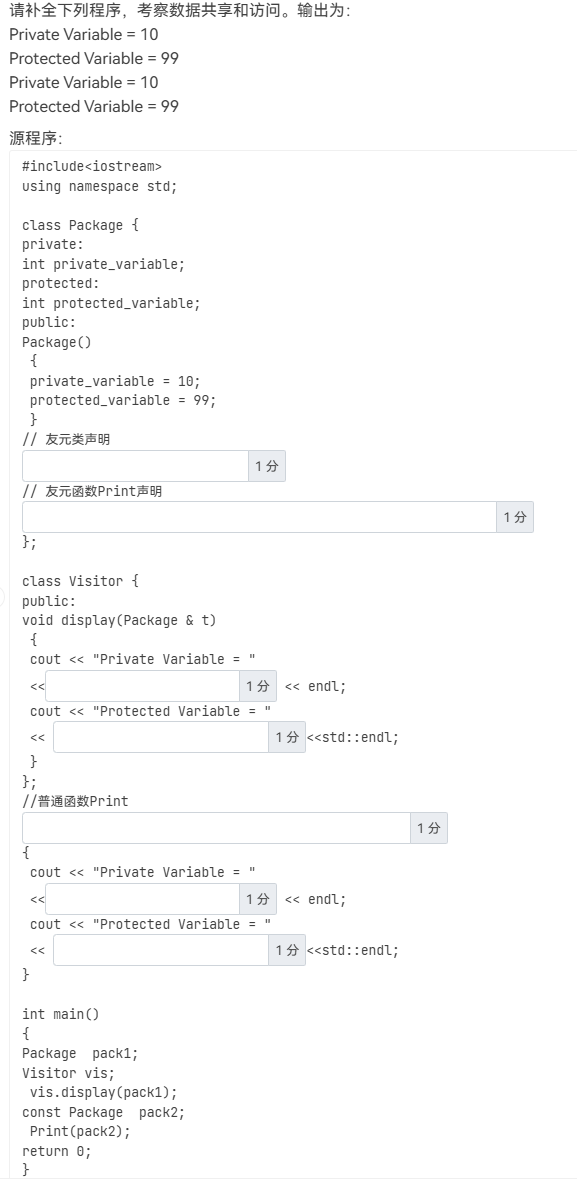 请补全下列程序，考察数据共享和访问。输出为：
Private Variable = 10
Protected Variable = 99
Private Variable = 10
Protected Variable = 99
源程序：
#include<iostream>
using namespace std;
class Package {
private:
int private_variable;
protected:
int protected_variable;
public:
Package()
{
private_variable = 10;
protected_variable = 99;
}
// 友元类声明
1 分
// 友元函数Print声明
1 分
};
class Visitor {
public:
void display(Package & t)
{
cout << "Private Variable = "
<< 1 分 << endl;
cout << "Protected Variable = "
<< 1 分 <<std::endl;
}
};
//普通函数Print
1 分
{
cout << "Private Variable = "
<< 1 分 << endl;
cout << "Protected Variable = "
<< 1 分 <<std::endl;
}
int main()
{
Package  pack1;
Visitor vis;
vis.display(pack1);
const Package  pack2;
Print(pack2);
return 0;
}